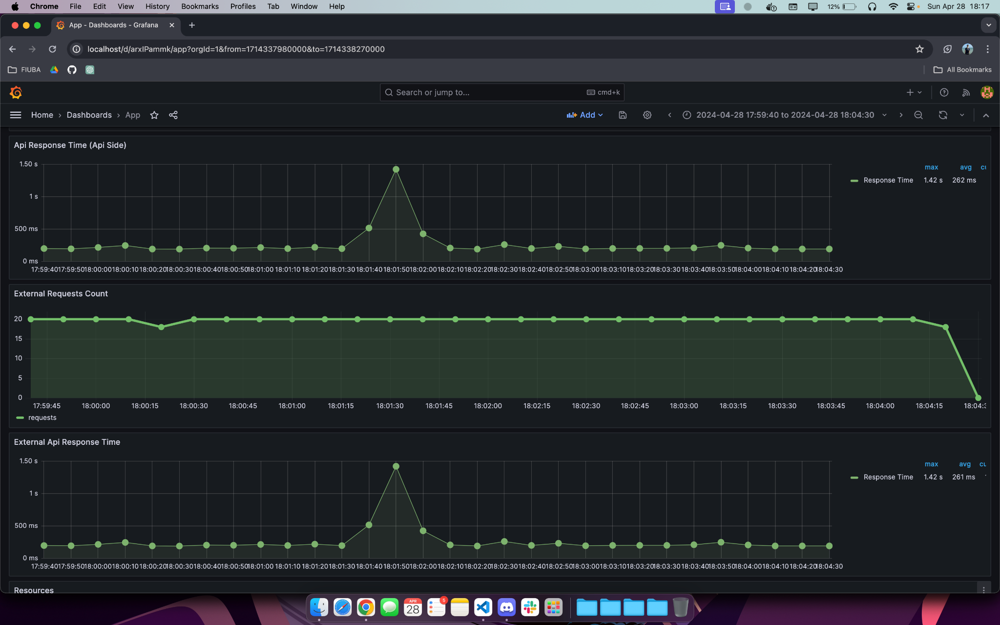 Chrome File Edit View History Bookmarks Profiles Tab Window Help 12% Sun Apr 28 18:17
App - Dashboards - Grafana
localhost/d/arxIPammk/app?orgId=1&from=1714337980000&to=1714338270000
FIUBA All Bookmarks
Search or jump to... cmd+k
Home › Dashboards › App Add 2024-04-28 17:59:40 to 2024-04-28 18:04:30
Api Response Time (Api Side)
1.50 s
1 s
500 ms
0 ms
17:59:40 17:59:50 18:00:00 18:00:10 18:00:20 18:00:30 18:00:40 18:00:50 18:01:00 18:01:10 18:01:20 18:01:30 18:01:40 18:01:50 18:02:00 18:02:10 18:02:20 18:02:30 18:02:40 18:02:50 18:03:00 18:03:10 18:03:20 18:03:30 18:03:40 18:03:50 18:04:00 18:04:10 18:04:20 18:04:30
max avg
Response Time 1.42 s 262 ms
External Requests Count
20
15
10
5
0
17:59:45 18:00:00 18:00:15 18:00:30 18:00:45 18:01:00 18:01:15 18:01:30 18:01:45 18:02:00 18:02:15 18:02:30 18:02:45 18:03:00 18:03:15 18:03:30 18:03:45 18:04:00 18:04:15
requests
External Api Response Time
1.50 s
1 s
500 ms
0 ms
17:59:40 17:59:50 18:00:00 18:00:10 18:00:20 18:00:30 18:00:40 18:00:50 18:01:00 18:01:10 18:01:20 18:01:30 18:01:40 18:01:50 18:02:00 18:02:10 18:02:20 18:02:30 18:02:40 18:02:50 18:03:00 18:03:10 18:03:20 18:03:30 18:03:40 18:03:50 18:04:00 18:04:10 18:04:20 18:04:30
max avg
Response Time 1.42 s 261 ms
Resources
APR
28
5